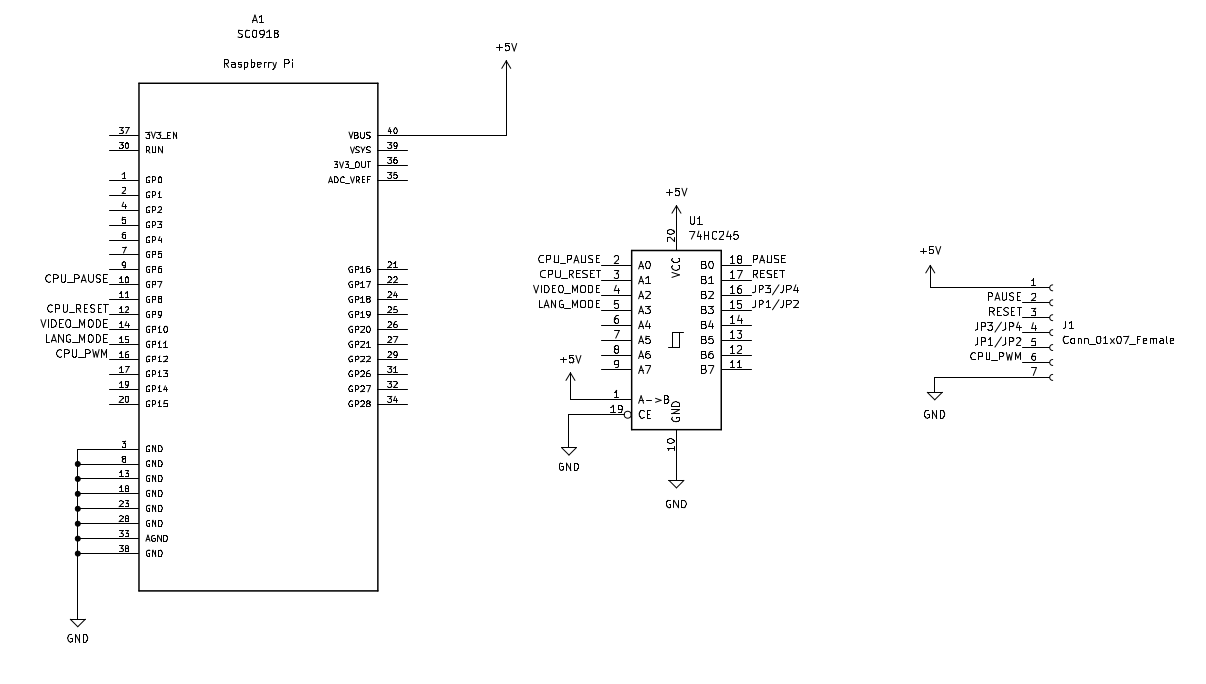 A1
SC0918
Raspberry Pi
+5V
37 3V3_EN
30 RUN
1 GP0
2 GP1
4 GP2
5 GP3
6 GP4
7 GP5
9 GP6
CPU_PAUSE 10 GP7
11 GP8
CPU_RESET 12 GP9
VIDEO_MODE 14 GP10
LANG_MODE 15 GP11
CPU_PWM 16 GP12
17 GP13
19 GP14
20 GP15
3 GND
8 GND
13 GND
18 GND
23 GND
28 GND
33 AGND
38 GND
GND
VBUS 40
VSYS 39
3V3_OUT 36
ADC_VREF 35
GP16 21
GP17 22
GP18 24
GP19 25
GP20 26
GP21 27
GP22 29
GP26 31
GP27 32
GP28 34
+5V
U1
74HC245
20
VCC
CPU_PAUSE 2 A0 B0 18 PAUSE
CPU_RESET 3 A1 B1 17 RESET
VIDEO_MODE 4 A2 B2 16 JP3/JP4
LANG_MODE 5 A3 B3 15 JP1/JP2
6 A4 B4 14
7 A5 B5 13
8 A6 B6 12
9 A7 B7 11
+5V
1 A->B
19 CE
GND
GND
10
GND
+5V
1
PAUSE 2
RESET 3
JP3/JP4 4
JP1/JP2 5
CPU_PWM 6
7
GND
J1
Conn_01x07_Female